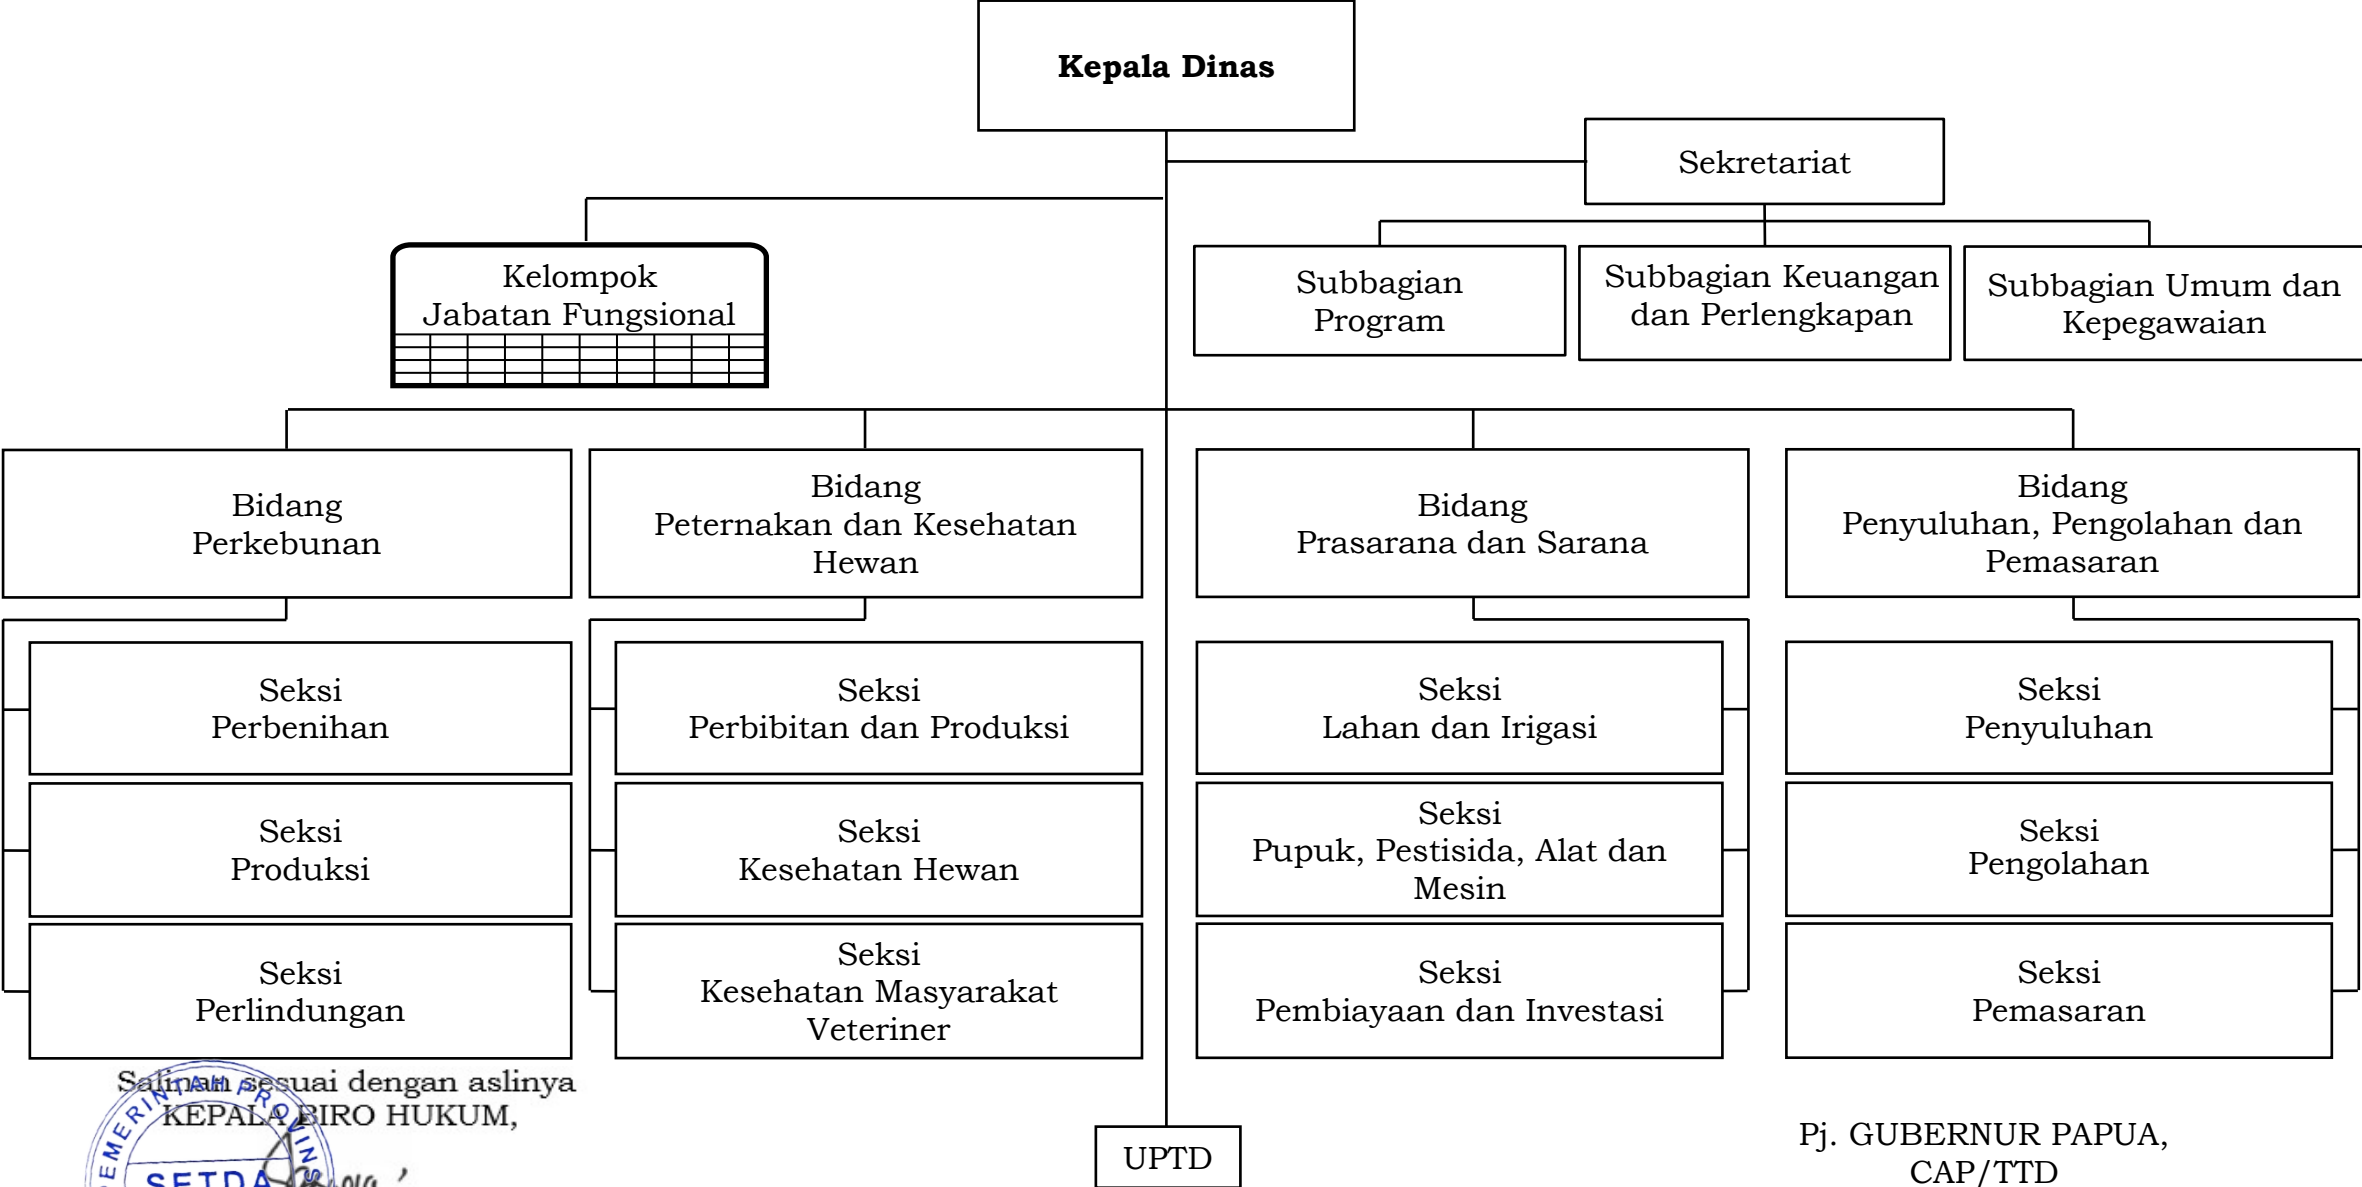 Kepala Dinas
Sekretariat
Kelompok
Jabatan Fungsional
Subbagian
Program
Subbagian Keuangan
dan Perlengkapan
Subbagian Umum dan
Kepegawaian
Bidang
Perkebunan
Bidang
Peternakan dan Kesehatan
Hewan
Bidang
Prasarana dan Sarana
Bidang
Penyuluhan, Pengolahan dan
Pemasaran
Seksi
Perbenihan
Seksi
Perbibitan dan Produksi
Seksi
Lahan dan Irigasi
Seksi
Penyuluhan
Seksi
Produksi
Seksi
Kesehatan Hewan
Seksi
Pupuk, Pestisida, Alat dan
Mesin
Seksi
Pengolahan
Seksi
Perlindungan
Seksi
Kesehatan Masyarakat
Veteriner
Seksi
Pembiayaan dan Investasi
Seksi
Pemasaran
Salinan sesuai dengan aslinya
KEPALA BIRO HUKUM,
SETDA
UPTD
Pj. GUBERNUR PAPUA,
CAP/TTD